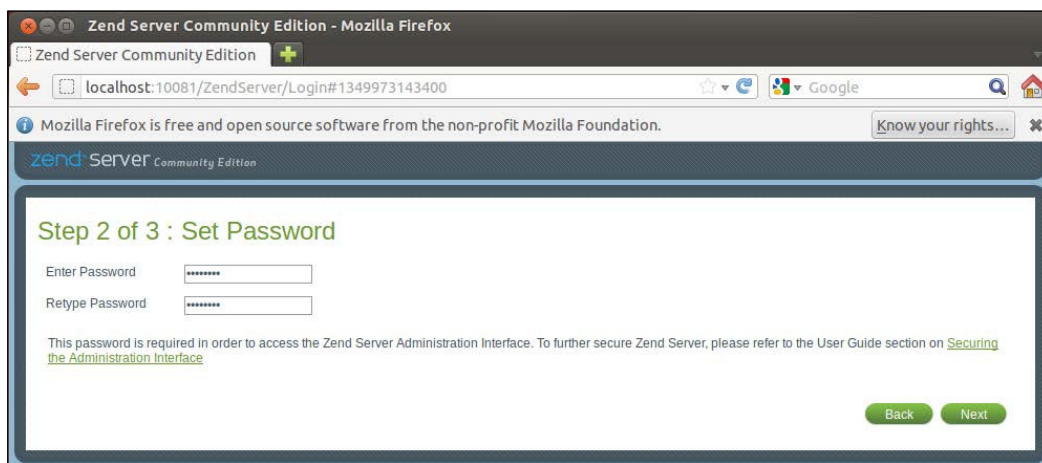 Zend Server Community Edition - Mozilla Firefox
Zend Server Community Edition
localhost:10081/ZendServer/Login#1349973143400
Google
Mozilla Firefox is free and open source software from the non-profit Mozilla Foundation.
Know your rights...
zend server Community Edition
Step 2 of 3 : Set Password
Enter Password ••••••••
Retype Password ••••••••
This password is required in order to access the Zend Server Administration Interface. To further secure Zend Server, please refer to the User Guide section on Securing
the Administration Interface
Back
Next